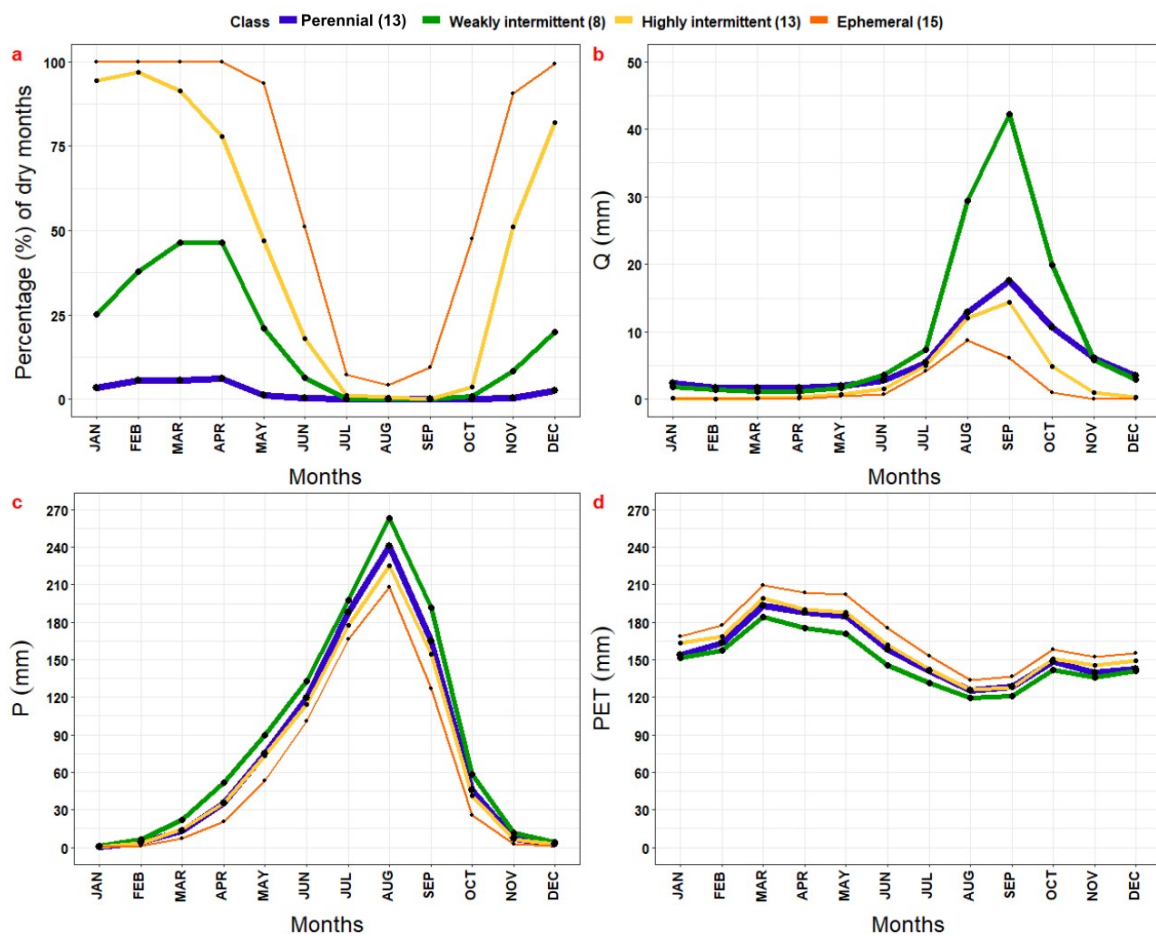 Class Perennial (13) Weakly intermittent (8) Highly intermittent (13) Ephemeral (15)
a
Percentage (%) of dry months
100
75
50
25
0
JAN FEB MAR APR MAY JUN JUL AUG SEP OCT NOV DEC
Months
b
Q (mm)
50
40
30
20
10
0
JAN FEB MAR APR MAY JUN JUL AUG SEP OCT NOV DEC
Months
c
P (mm)
270
240
210
180
150
120
90
60
30
0
JAN FEB MAR APR MAY JUN JUL AUG SEP OCT NOV DEC
Months
d
PET (mm)
270
240
210
180
150
120
90
60
30
0
JAN FEB MAR APR MAY JUN JUL AUG SEP OCT NOV DEC
Months